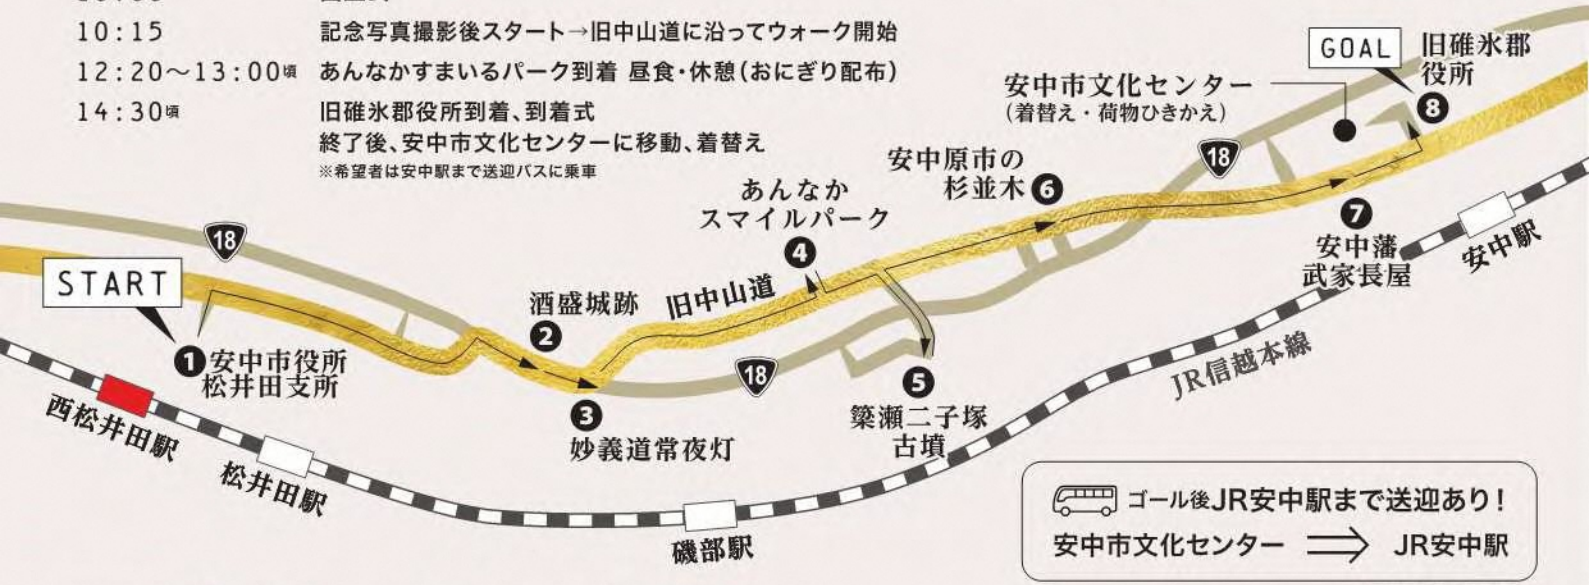 10:15 記念写真撮影後スタート→旧中山道に沿ってウォーク開始
12:20〜13:00頃 あんなかすまいるパーク到着 昼食・休憩(おにぎり配布)
14:30頃 旧碓氷郡役所到着、到着式
終了後、安中市文化センターに移動、着替え
※希望者は安中駅まで送迎バスに乗車
GOAL
旧碓氷郡
役所
8
安中市文化センター
(着替え・荷物ひきかえ)
18
安中原市の
杉並木
6
あんなか
スマイルパーク
4
7
安中藩
武家長屋
安中駅
18
START
1
安中市役所
松井田支所
酒盛城跡
2
旧中山道
3
妙義道常夜灯
18
5
簗瀬二子塚
古墳
JR信越本線
西松井田駅
松井田駅
磯部駅
ゴール後JR安中駅まで送迎あり!
安中市文化センター ⇒ JR安中駅